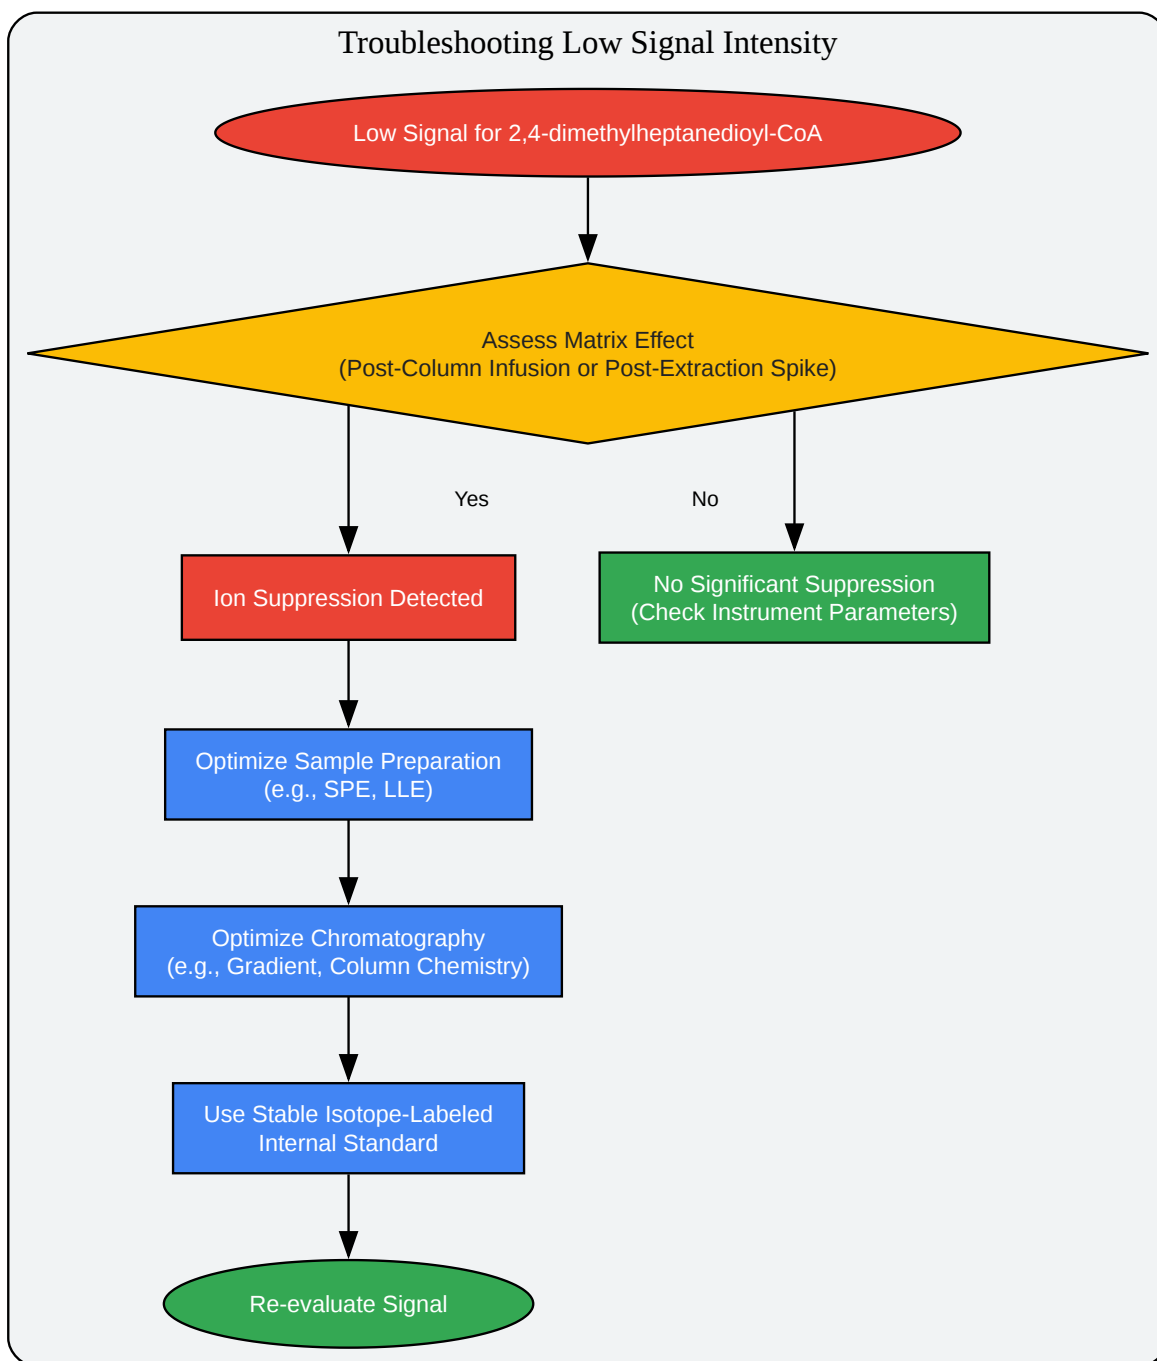 Troubleshooting Low Signal Intensity
Low Signal for 2,4-dimethylheptanedioyl-CoA
Assess Matrix Effect
(Post-Column Infusion or Post-Extraction Spike)
Yes
No
Ion Suppression Detected
No Significant Suppression
(Check Instrument Parameters)
Optimize Sample Preparation
(e.g., SPE, LLE)
Optimize Chromatography
(e.g., Gradient, Column Chemistry)
Use Stable Isotope-Labeled
Internal Standard
Re-evaluate Signal